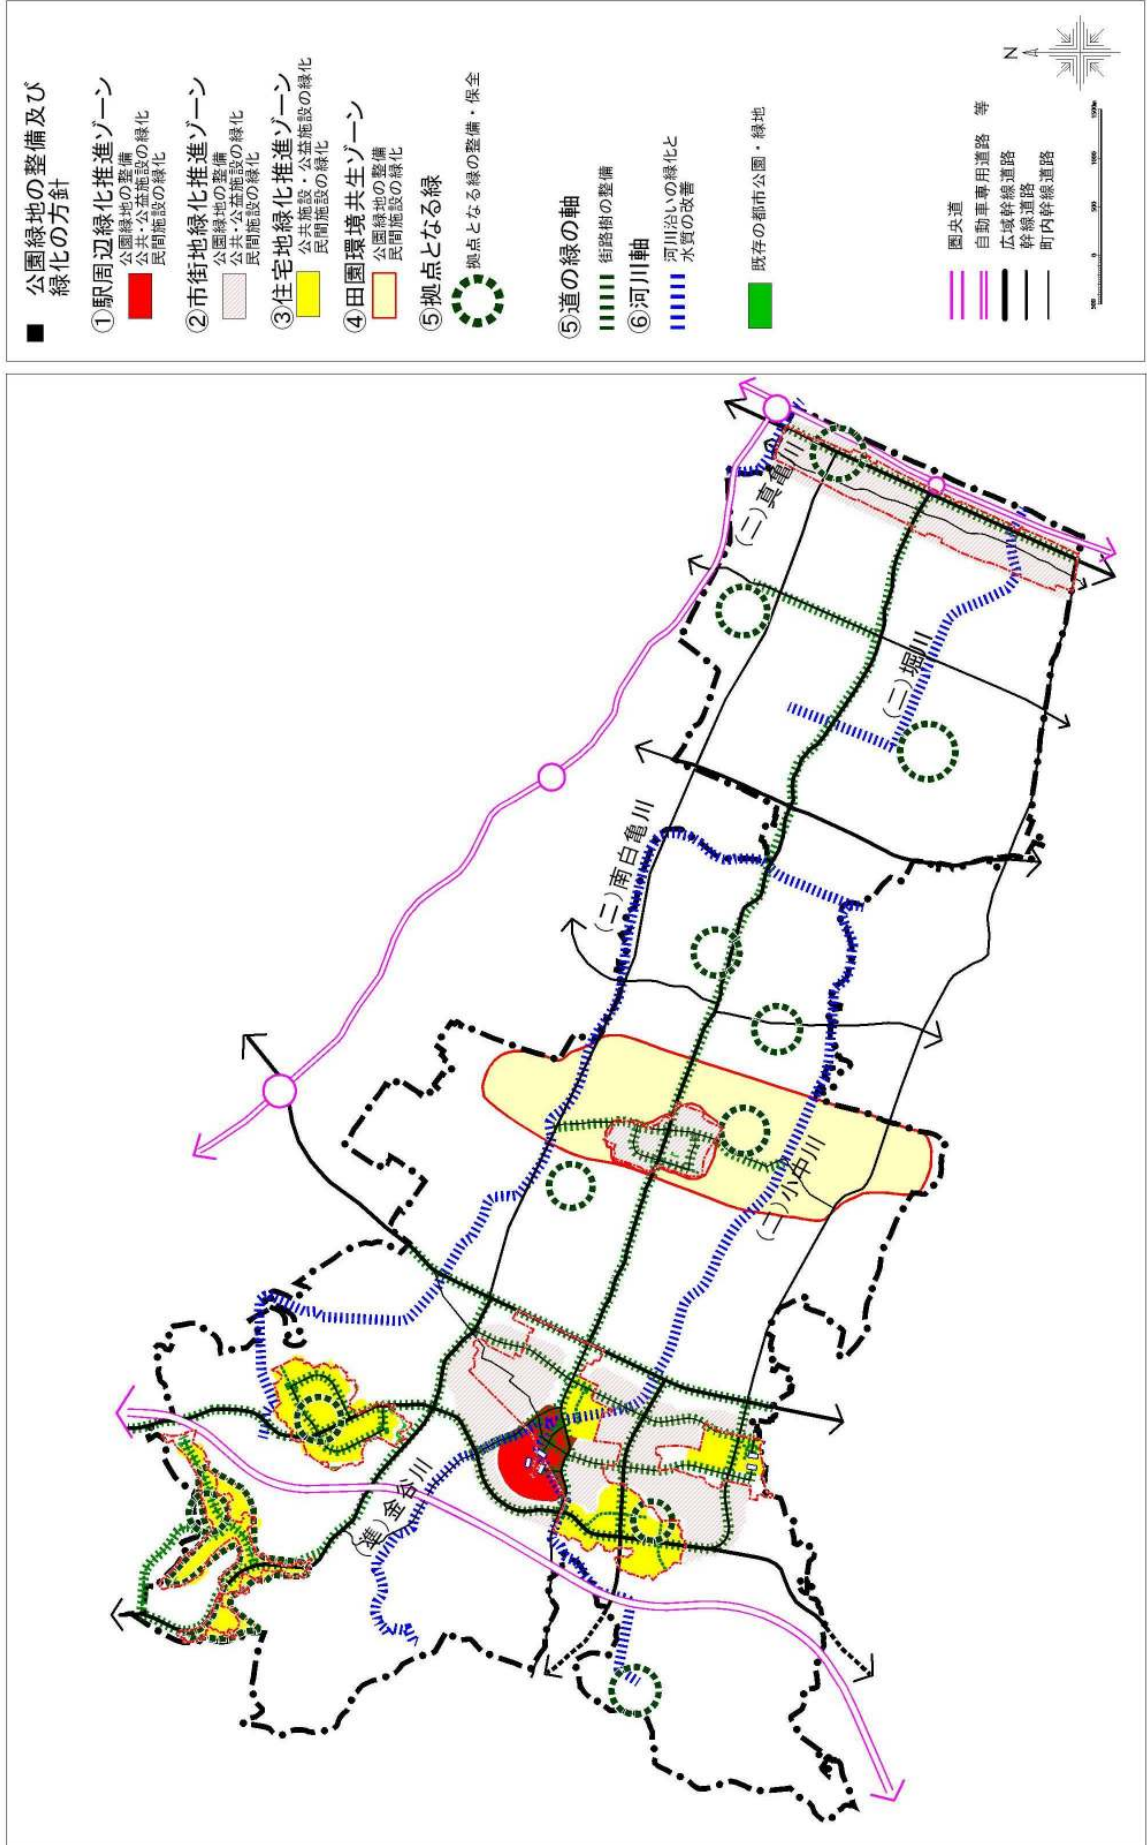 ■ 公園緑地の整備及び
緑化の方針
①駅周辺緑化推進ゾーン
公園緑地の整備
公共・公益施設の緑化
民間施設の緑化
②市街地緑化推進ゾーン
公園緑地の整備
公共・公益施設の緑化
民間施設の緑化
③住宅地緑化推進ゾーン
公共施設・公益施設の緑化
民間施設の緑化
④田園環境共生ゾーン
公園緑地の整備
民間施設の緑化
⑤拠点となる緑
拠点となる緑の整備・保全
⑤道の緑の軸
街路樹の整備
⑥河川軸
河川沿いの緑化と
水質の改善
既存の都市公園・緑地
圏央道
自動車専用道路 等
広域幹線道路
幹線道路
町内幹線道路
N
500
0
500
1000
1500m
(二)真亀川
(二)堀川
(二)南白亀川
(二)小中川
(準)金谷川